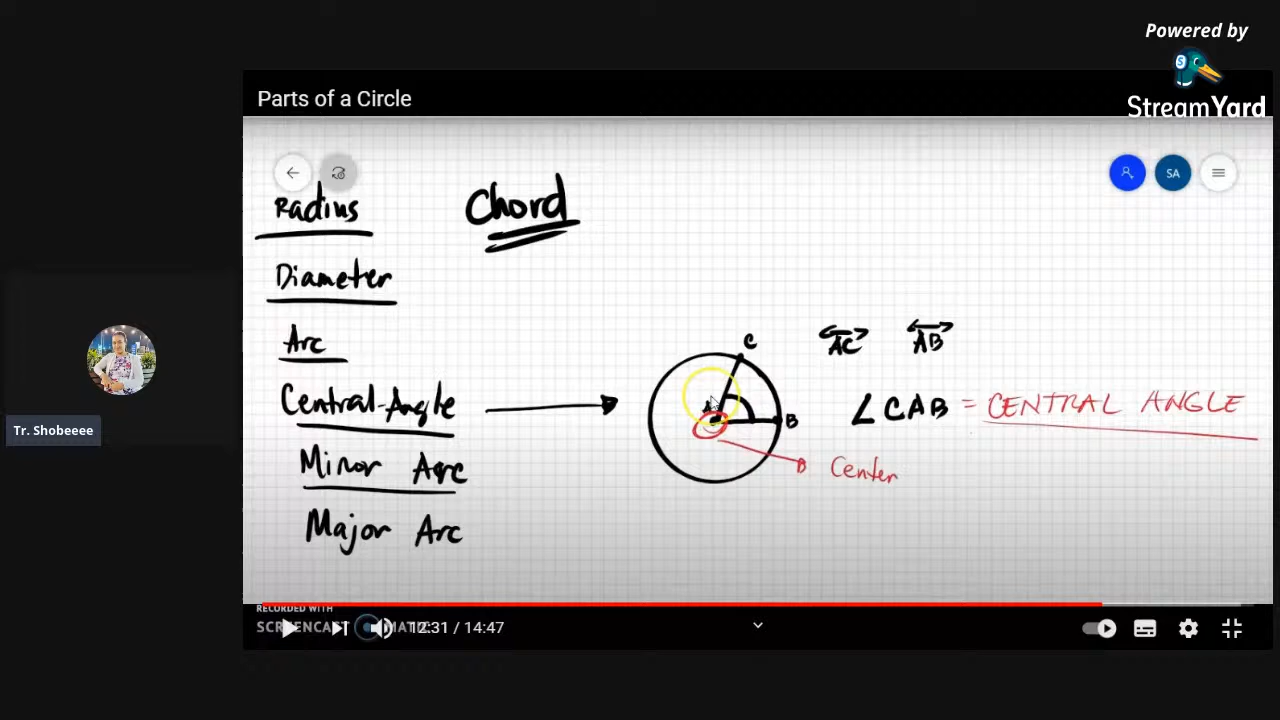 Powered by
StreamYard
Parts of a Circle
SA
Radius
Chord
Diameter
Arc
C
AC
AB
Central-Angle
A
B
∠CAB = CENTRAL ANGLE
Tr. Shobeeee
Minor Arc
Center
Major Arc
RECORDED WITH
12:31 / 14:47